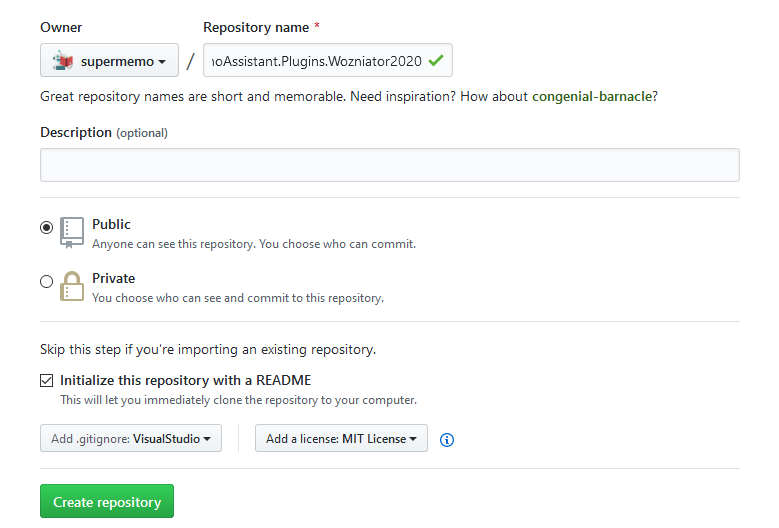 Owner
Repository name *
supermemo / noAssistant.Plugins.Wozniator2020
Great repository names are short and memorable. Need inspiration? How about congenial-barnacle?
Description (optional)
Public
Anyone can see this repository. You choose who can commit.
Private
You choose who can see and commit to this repository.
Skip this step if you’re importing an existing repository.
Initialize this repository with a README
This will let you immediately clone the repository to your computer.
Add .gitignore: VisualStudio
Add a license: MIT License
Create repository